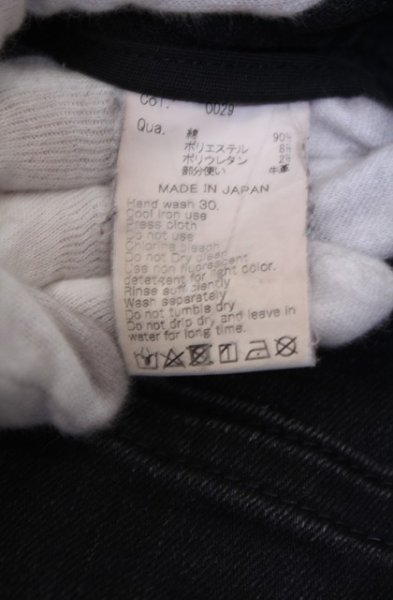 Col. 0029
Qua. 綿 90%
ポリエステル 8%
ポリウレタン 2%
部分使い 牛革
MADE IN JAPAN
Hand wash 30.
Cool iron use
Press cloth
Do not use
Chlorine bleach
Do not Dry clean
Use non fluorescent
detergent for light color.
Rinse sufficiently
Wash separately
Do not tumble dry
Do not drip dry and leave in
water for long time.